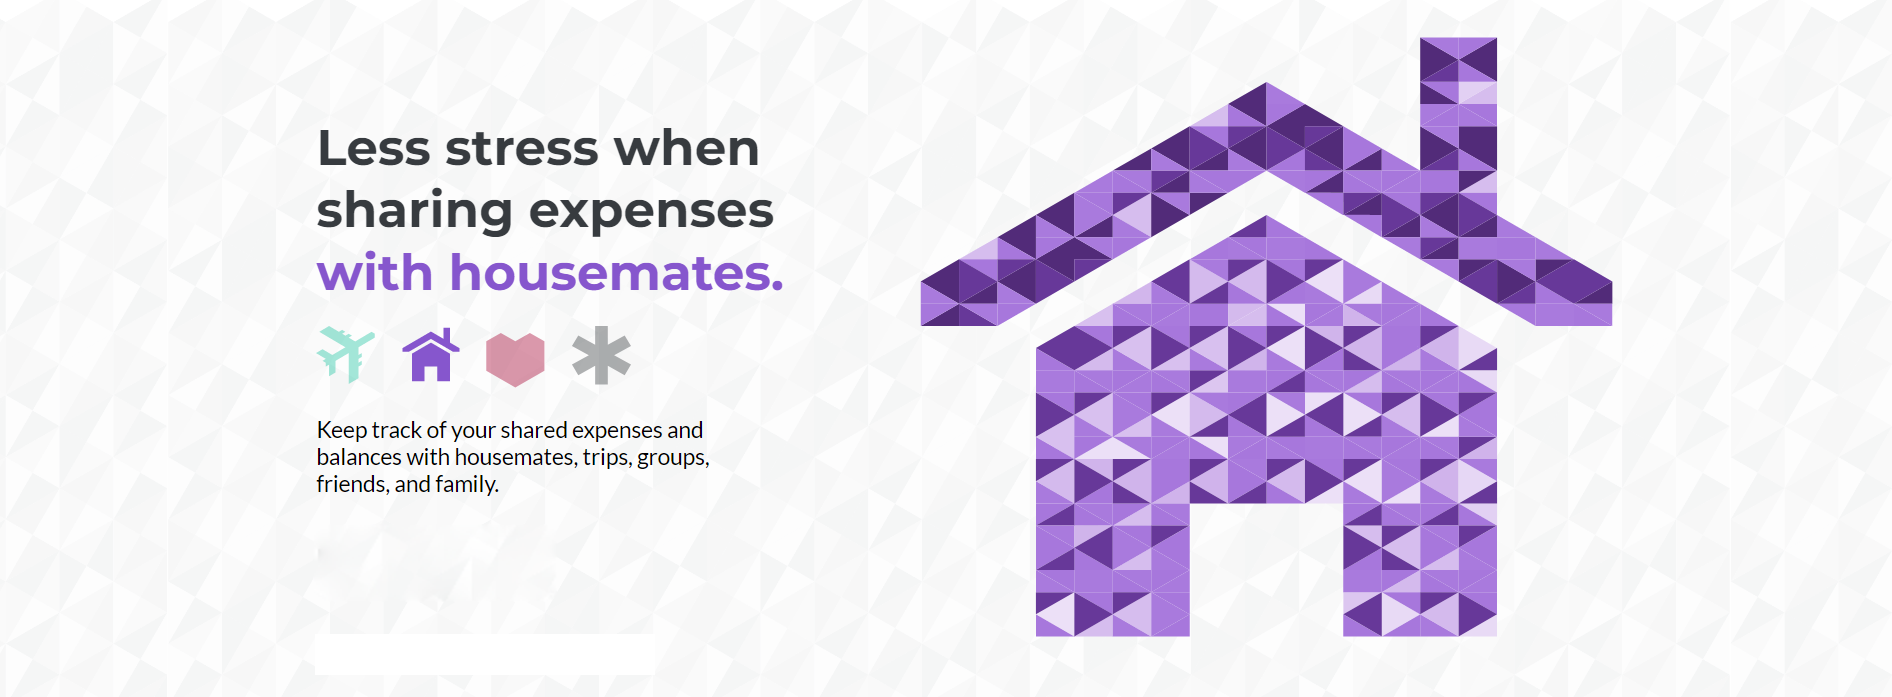 Less stress when
sharing expenses
with housemates.
Keep track of your shared expenses and
balances with housemates, trips, groups,
friends, and family.